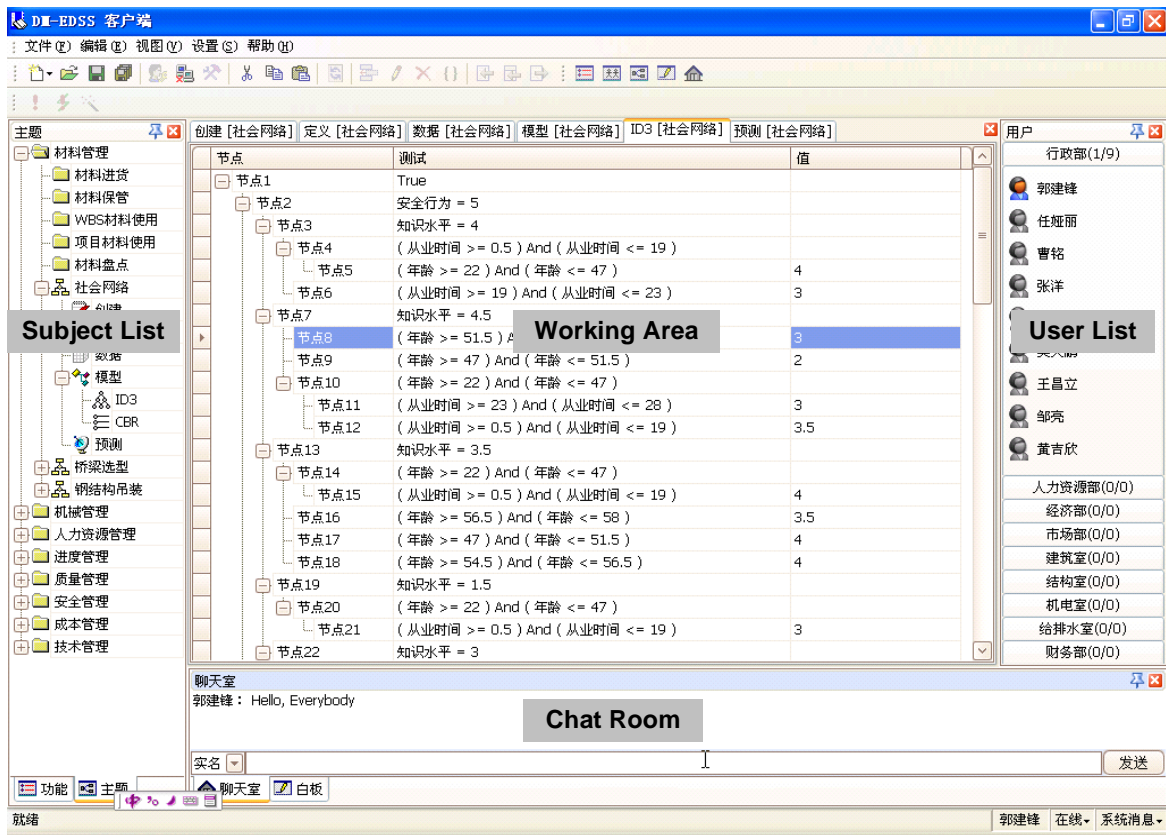 DM-EDSS 客户端
文件(F) 编辑(E) 视图(V) 设置(S) 帮助(H)
主题
材料管理
材料进货
材料保管
WBS材料使用
项目材料使用
材料盘点
社会网络
创建
Subject List
数据
模型
ID3
CBR
预测
桥梁选型
钢结构吊装
机械管理
人力资源管理
进度管理
质量管理
安全管理
成本管理
技术管理
功能 主题
创建 [社会网络] 定义 [社会网络] 数据 [社会网络] 模型 [社会网络] ID3 [社会网络] 预测 [社会网络]
节点 测试 值
节点1 True
节点2 安全行为 = 5
节点3 知识水平 = 4
节点4 ( 从业时间 >= 0.5 ) And ( 从业时间 <= 19 )
节点5 ( 年龄 >= 22 ) And ( 年龄 <= 47 ) 4
节点6 ( 从业时间 >= 19 ) And ( 从业时间 <= 23 ) 3
节点7 知识水平 = 4.5
节点8 ( 年龄 >= 51.5 ) 3
Working Area
节点9 ( 年龄 >= 47 ) And ( 年龄 <= 51.5 ) 2
节点10 ( 年龄 >= 22 ) And ( 年龄 <= 47 )
节点11 ( 从业时间 >= 23 ) And ( 从业时间 <= 28 ) 3
节点12 ( 从业时间 >= 0.5 ) And ( 从业时间 <= 19 ) 3.5
节点13 知识水平 = 3.5
节点14 ( 年龄 >= 22 ) And ( 年龄 <= 47 )
节点15 ( 从业时间 >= 0.5 ) And ( 从业时间 <= 19 ) 4
节点16 ( 年龄 >= 56.5 ) And ( 年龄 <= 58 ) 3.5
节点17 ( 年龄 >= 47 ) And ( 年龄 <= 51.5 ) 4
节点18 ( 年龄 >= 54.5 ) And ( 年龄 <= 56.5 ) 4
节点19 知识水平 = 1.5
节点20 ( 年龄 >= 22 ) And ( 年龄 <= 47 )
节点21 ( 从业时间 >= 0.5 ) And ( 从业时间 <= 19 ) 3
节点22 知识水平 = 3
用户
行政部(1/9)
郭建锋
任娅丽
曹铭
张洋
User List
王昌立
邹亮
黄吉欣
人力资源部(0/0)
经济部(0/0)
市场部(0/0)
建筑室(0/0)
结构室(0/0)
机电室(0/0)
给排水室(0/0)
财务部(0/0)
聊天室
郭建锋： Hello, Everybody
Chat Room
实名 发送
聊天室 白板
中
就绪 郭建锋 在线 系统消息